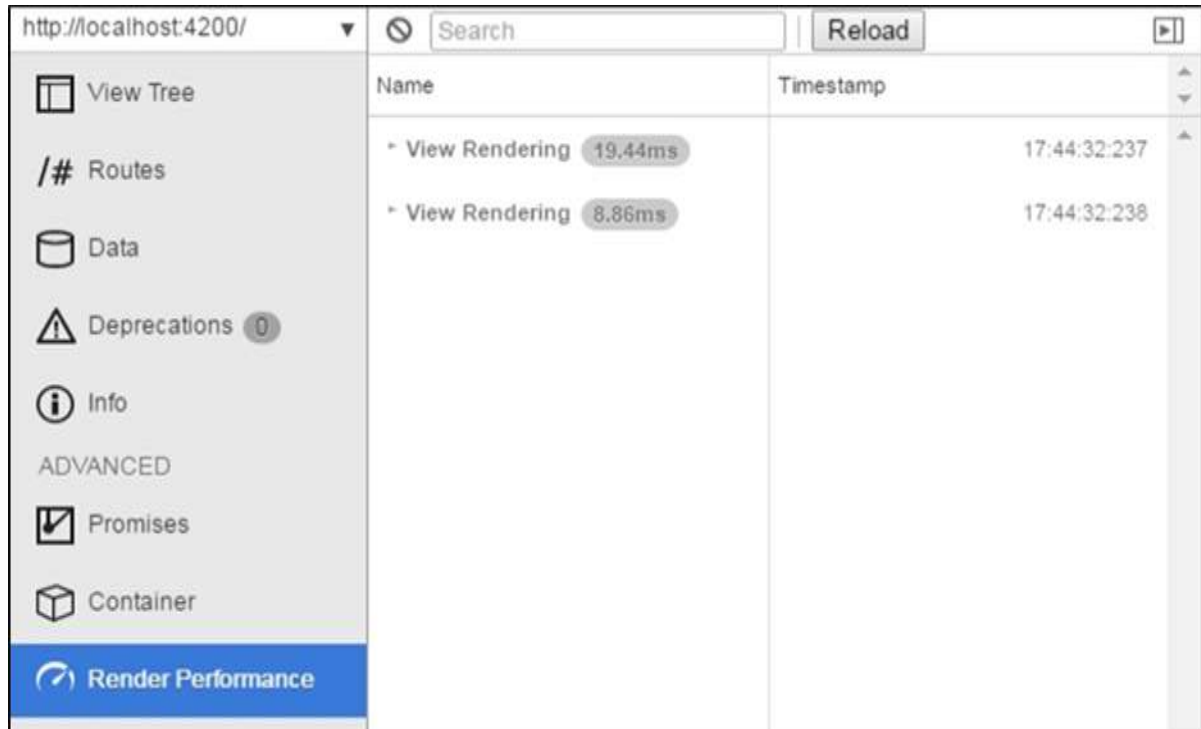 http://localhost:4200/
Search
Reload
View Tree
/# Routes
Data
Deprecations 0
Info
ADVANCED
Promises
Container
Render Performance
Name Timestamp
View Rendering 19.44ms 17:44:32:237
View Rendering 8.86ms 17:44:32:238